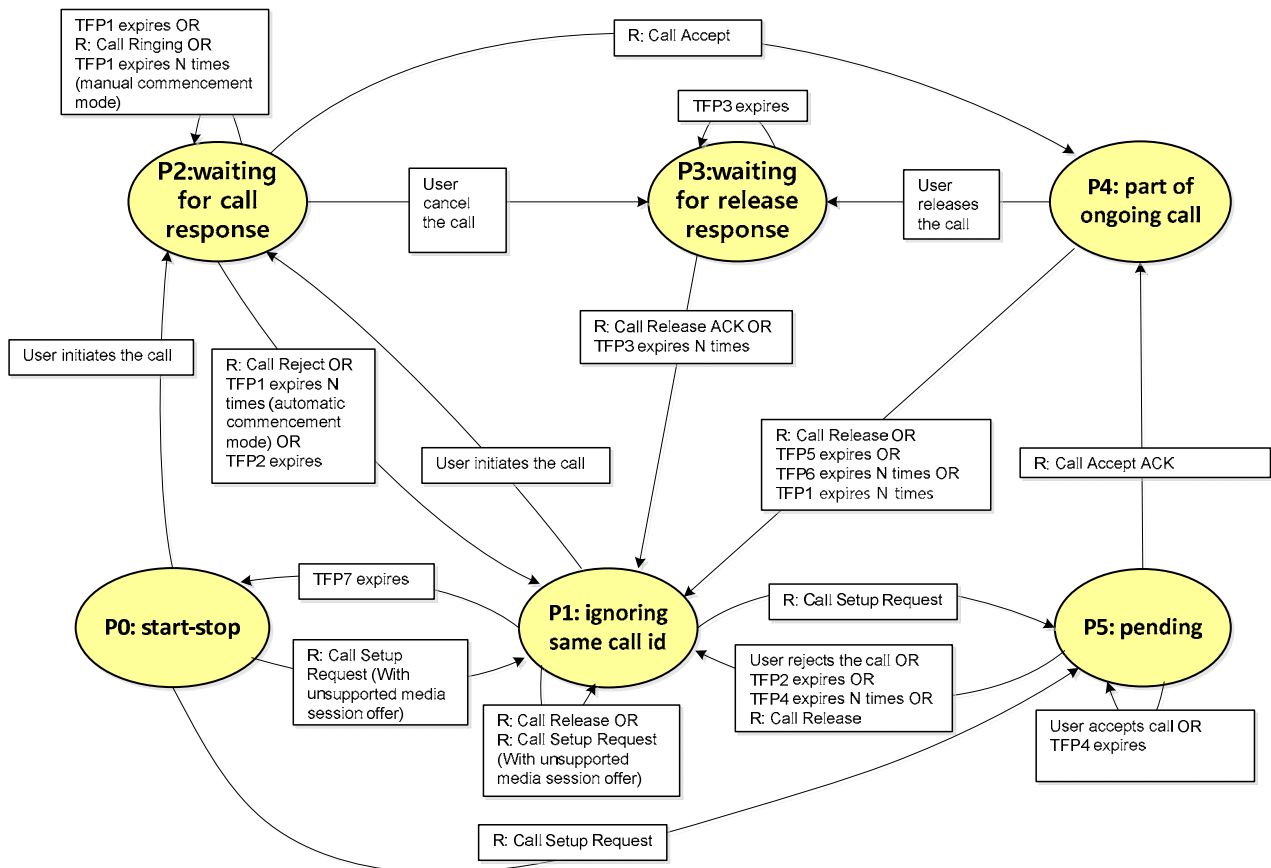 TFP1 expires OR
R: Call Ringing OR
TFP1 expires N times
(manual commencement
mode)
R: Call Accept
TFP3 expires
P2:waiting
for call
response
User
cancel
the call
P3:waiting
for release
response
User
releases
the call
P4: part of
ongoing call
User initiates the call
R: Call Reject OR
TFP1 expires N
times (automatic
commencement
mode) OR
TFP2 expires
User initiates the call
R: Call Release ACK OR
TFP3 expires N times
R: Call Release OR
TFP5 expires OR
TFP6 expires N times OR
TFP1 expires N times
R: Call Accept ACK
TFP7 expires
P0: start-stop
R: Call Setup
Request (With
unsupported media
session offer)
P1: ignoring
same call id
R: Call Setup Request
P5: pending
User rejects the call OR
TFP2 expires OR
TFP4 expires N times OR
R: Call Release
R: Call Release OR
R: Call Setup Request
(With unsupported
media session offer)
User accepts call OR
TFP4 expires
R: Call Setup Request